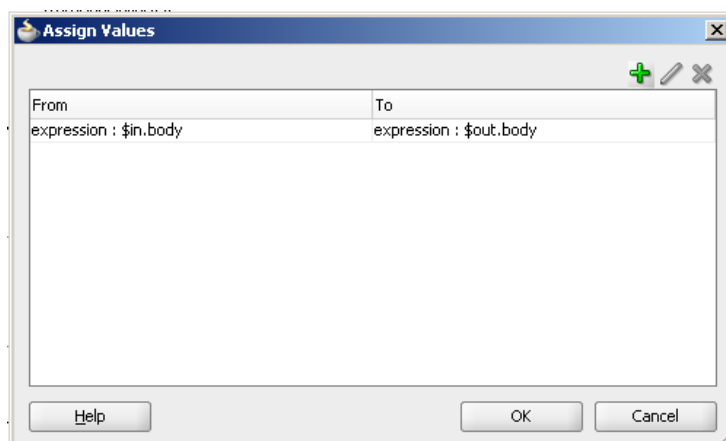 Assign Values
From To
expression : $in.body expression : $out.body
Help OK Cancel